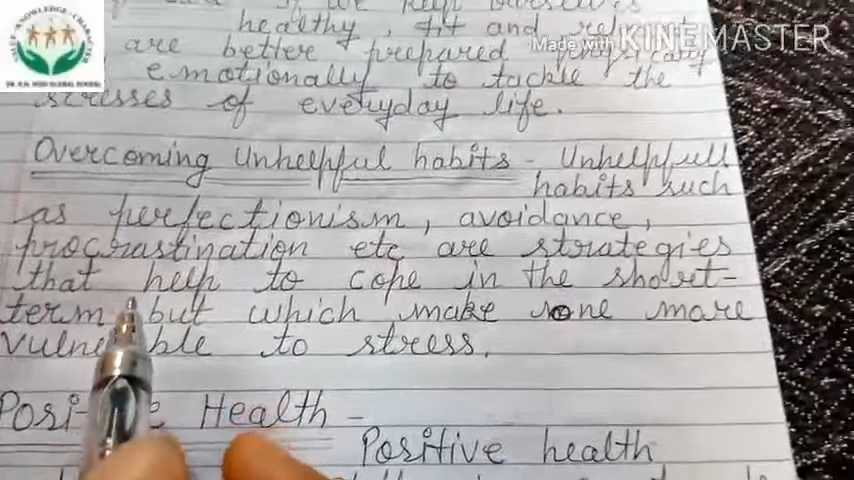 healthy, fit and
are better prepared physically
emotionally to tackle the
stresses of everyday life.
Overcoming Unhelpful habits - Unhelpfull
habits such
as perfectionism, avoidance,
procrastination etc are strategies
that help to cope in the short-
term, but which make one more
to stress.
Health -
Positive health
Made with KINEMASTER